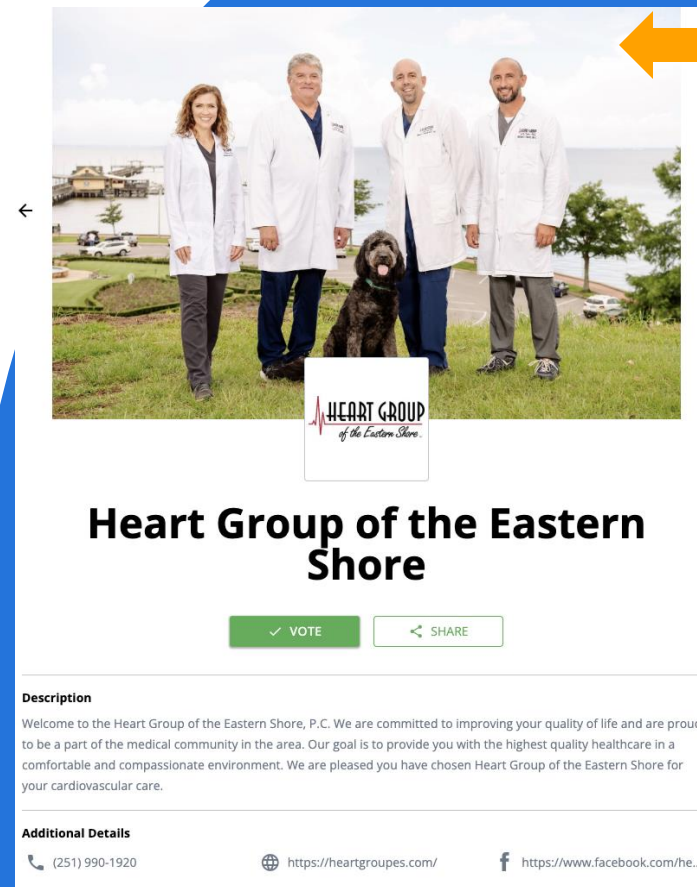 HEART GROUP
of the Eastern Shore.
Heart Group of the Eastern
Shore
VOTE
SHARE
Description
Welcome to the Heart Group of the Eastern Shore, P.C. We are committed to improving your quality of life and are proud
to be a part of the medical community in the area. Our goal is to provide you with the highest quality healthcare in a
comfortable and compassionate environment. We are pleased you have chosen Heart Group of the Eastern Shore for
your cardiovascular care.
Additional Details
(251) 990-1920
https://heartgroupes.com/
https://www.facebook.com/he...